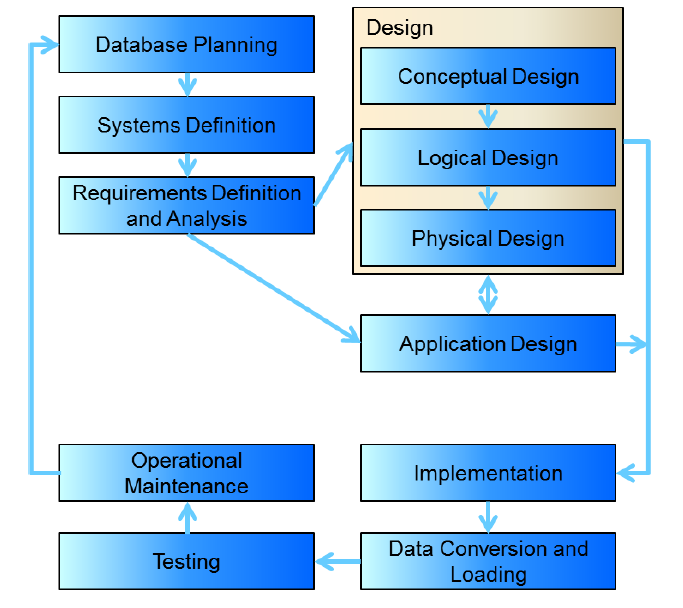 Database Planning
Systems Definition
Requirements Definition
and Analysis
Design
Conceptual Design
Logical Design
Physical Design
Application Design
Implementation
Data Conversion and
Loading
Testing
Operational
Maintenance